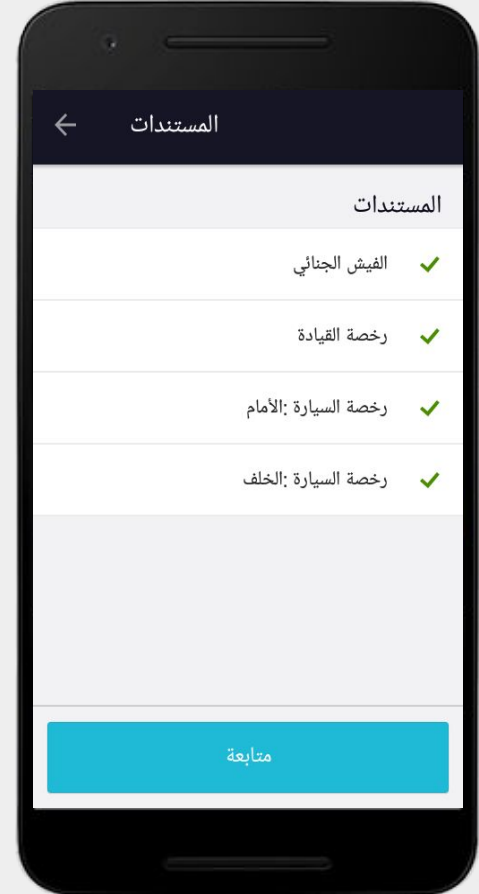 المستندات
المستندات
الفيش الجنائي
رخصة القيادة
رخصة السيارة :الأمام
رخصة السيارة :الخلف
متابعة